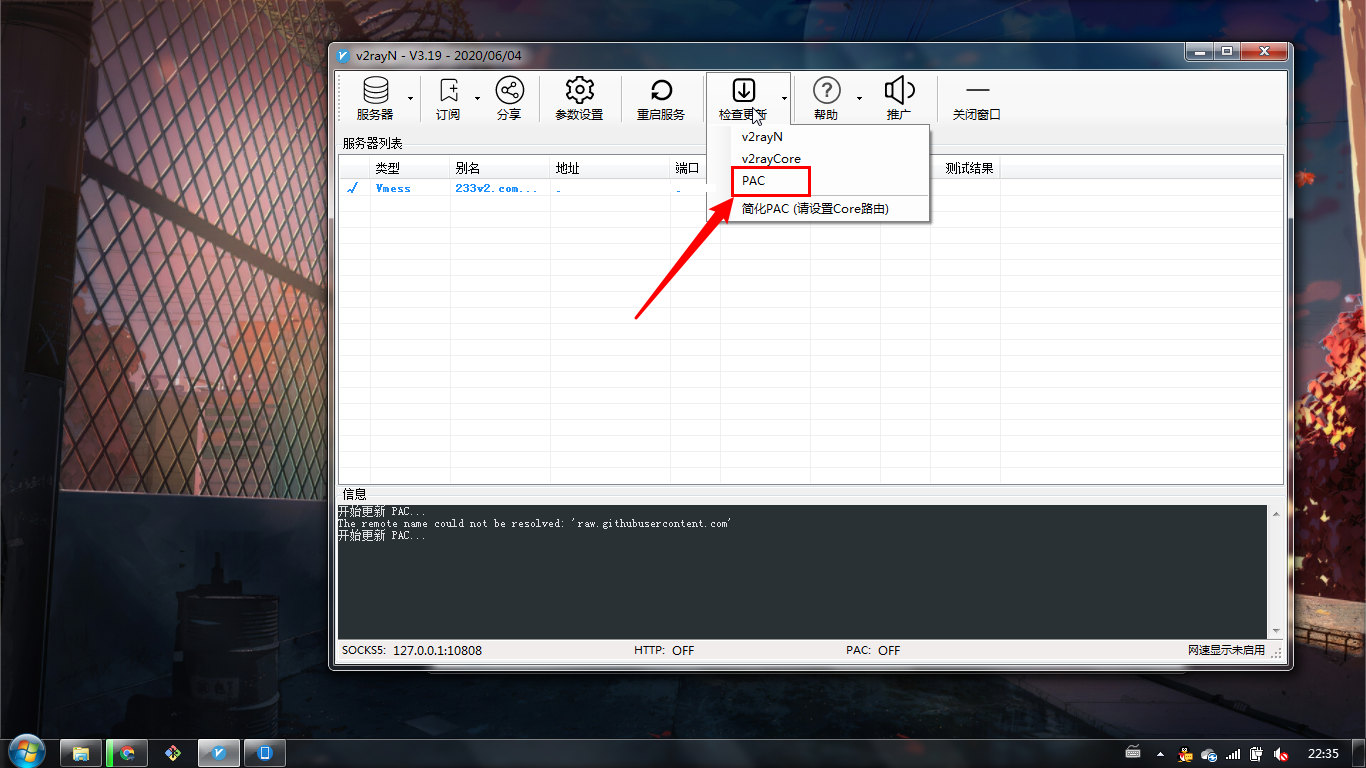 v2rayN - V3.19 - 2020/06/04
服务器 订阅 分享 参数设置 重启服务 检查更新 帮助 推广 关闭窗口
v2rayN
v2rayCore
PAC
简化PAC (请设置Core路由)
服务器列表
类型 别名 地址 端口 测试结果
Vmess 233v2.com... - -
信息
开始更新 PAC...
The remote name could not be resolved: 'raw.githubusercontent.com'
开始更新 PAC...
SOCKS5: 127.0.0.1:10808 HTTP: OFF PAC: OFF 网速显示未启用
22:35